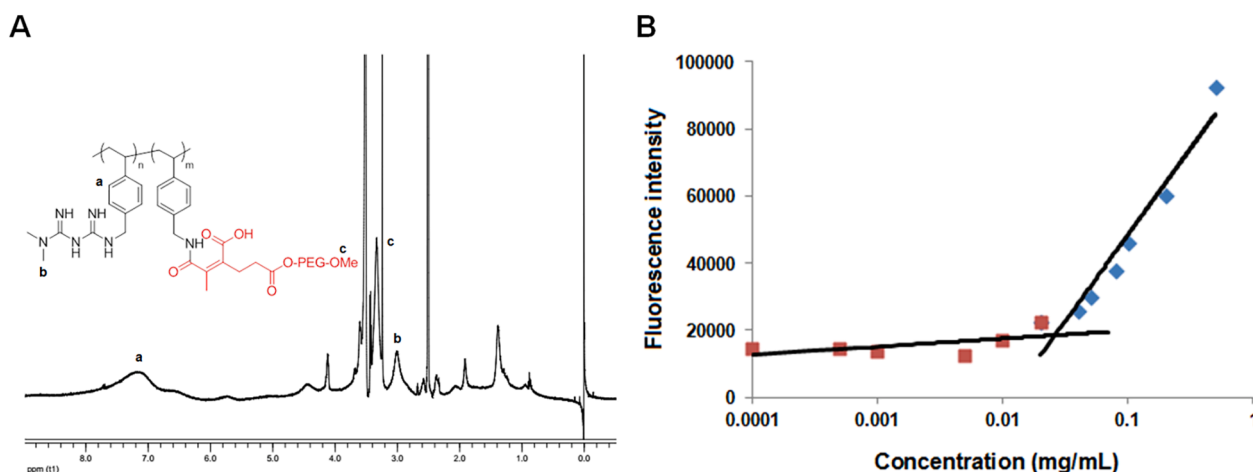 A
B
a
n
m
NH NH
N
N
H
NH
b
NH
O
OH
c
O-PEG-OMe
O
c
a
b
8.0 7.0 6.0 5.0 4.0 3.0 2.0 1.0 0.0
ppm (t1)
Fluorescence intensity
100000
80000
60000
40000
20000
0
0.0001 0.001 0.01 0.1 1
Concentration (mg/mL)